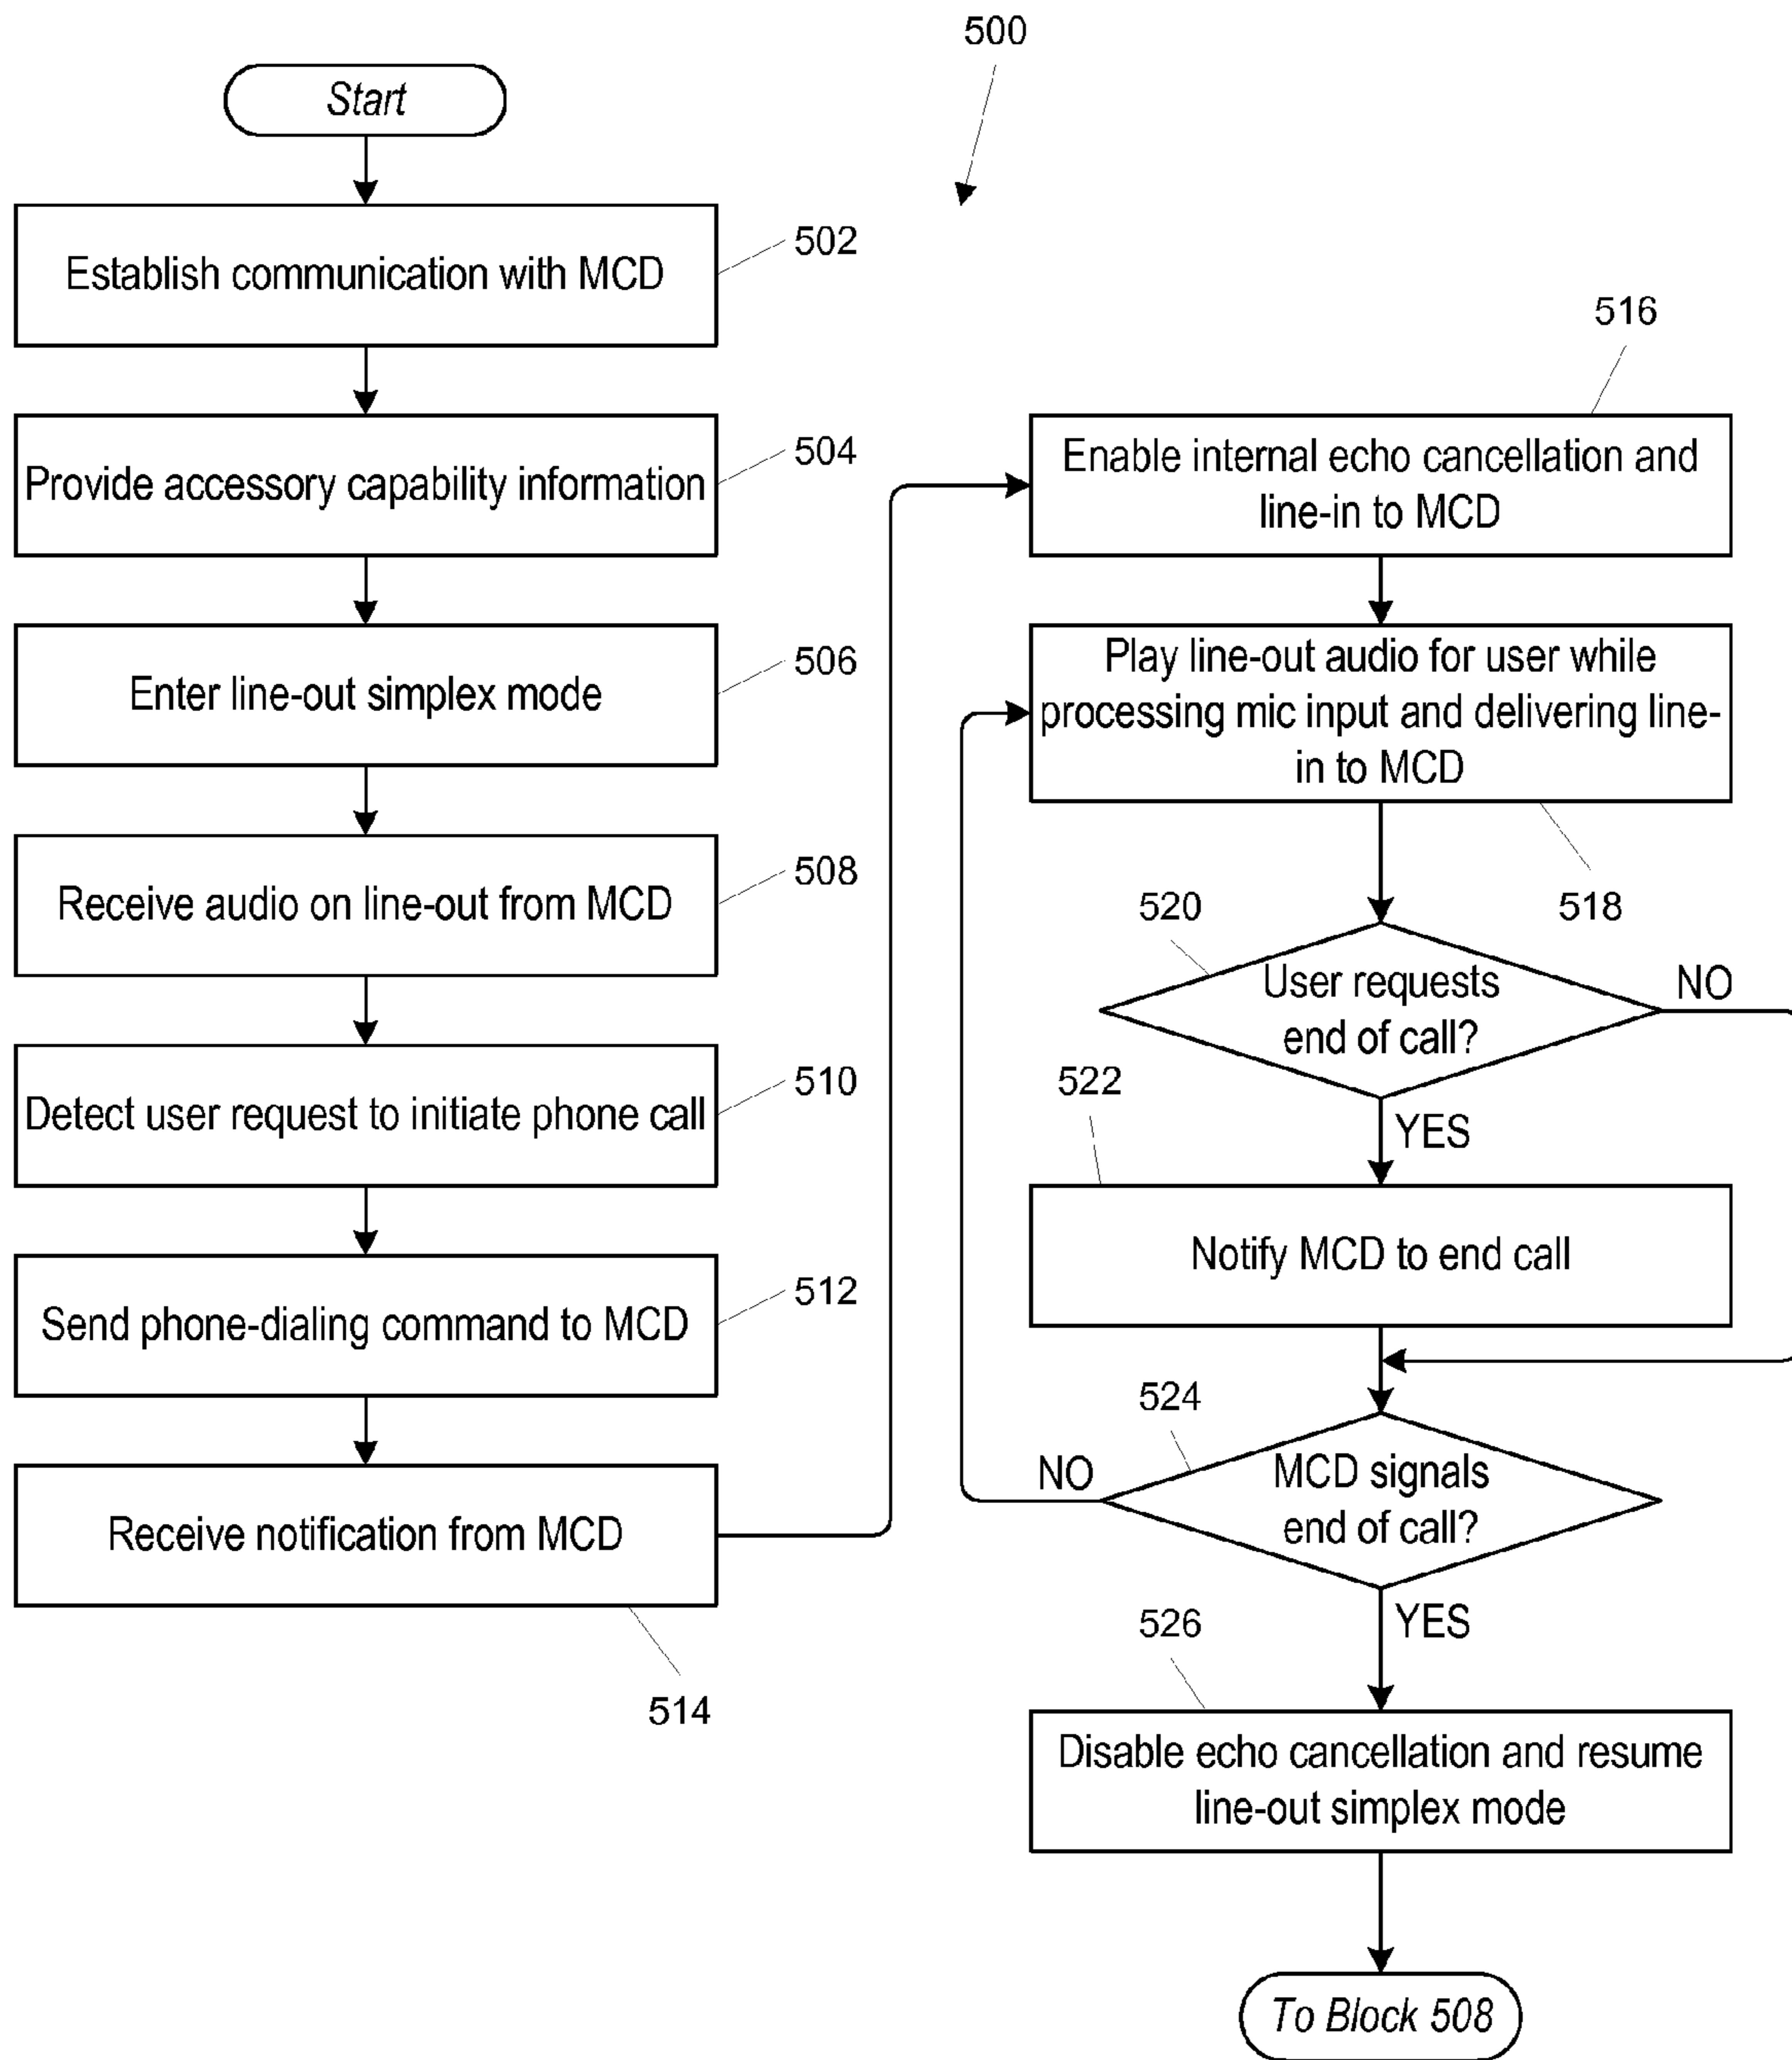 500
Start
Establish communication with MCD
502
Provide accessory capability information
504
Enter line-out simplex mode
506
Receive audio on line-out from MCD
508
Detect user request to initiate phone call
510
Send phone-dialing command to MCD
512
Receive notification from MCD
514
516
Enable internal echo cancellation and
line-in to MCD
Play line-out audio for user while
processing mic input and delivering line-
in to MCD
518
520
User requests
end of call?
NO
YES
522
Notify MCD to end call
524
MCD signals
end of call?
NO
YES
526
Disable echo cancellation and resume
line-out simplex mode
To Block 508